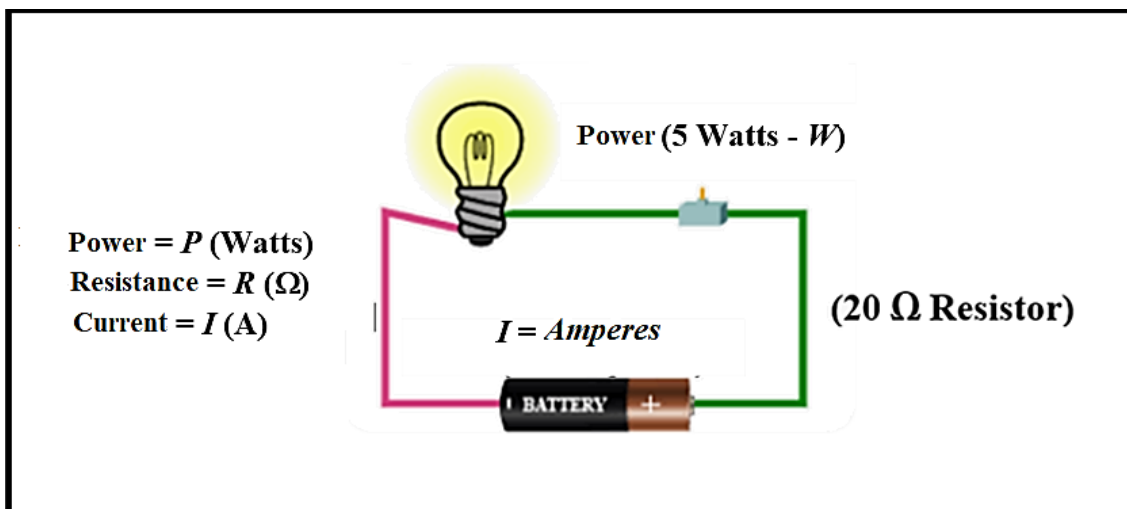 Power (5 Watts - W)
Power = P (Watts)
Resistance = R (Ω)
Current = I (A)
(20 Ω Resistor)
I = Amperes
BATTERY +